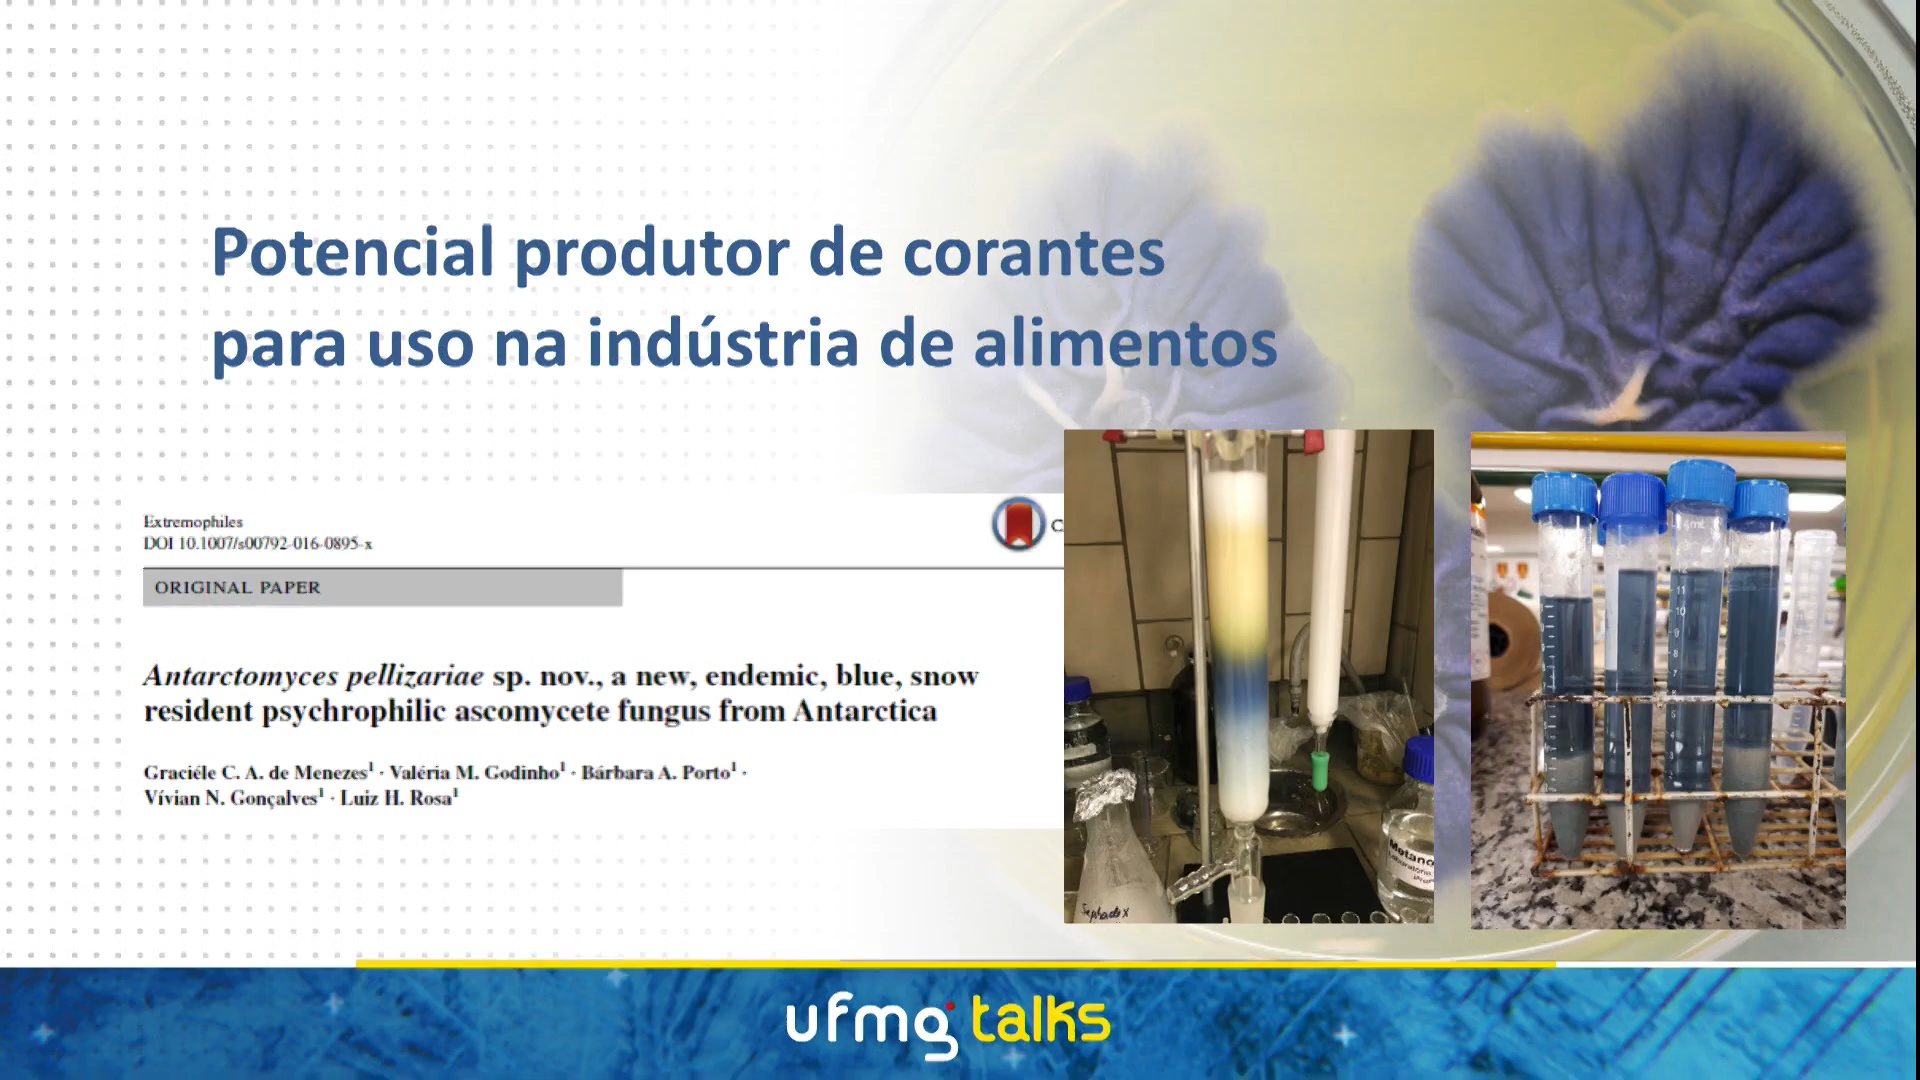 Potencial produtor de corantes
para uso na indústria de alimentos
Extremophiles
DOI 10.1007/s00792-016-0895-x
C
ORIGINAL PAPER
Antarctomyces pellizariae sp. nov., a new, endemic, blue, snow
resident psychrophilic ascomycete fungus from Antarctica
Graciéle C. A. de Menezes¹ · Valéria M. Godinho¹ · Bárbara A. Porto¹ ·
Vívian N. Gonçalves¹ · Luiz H. Rosa¹
Metano
Sephadex
ufmg talks